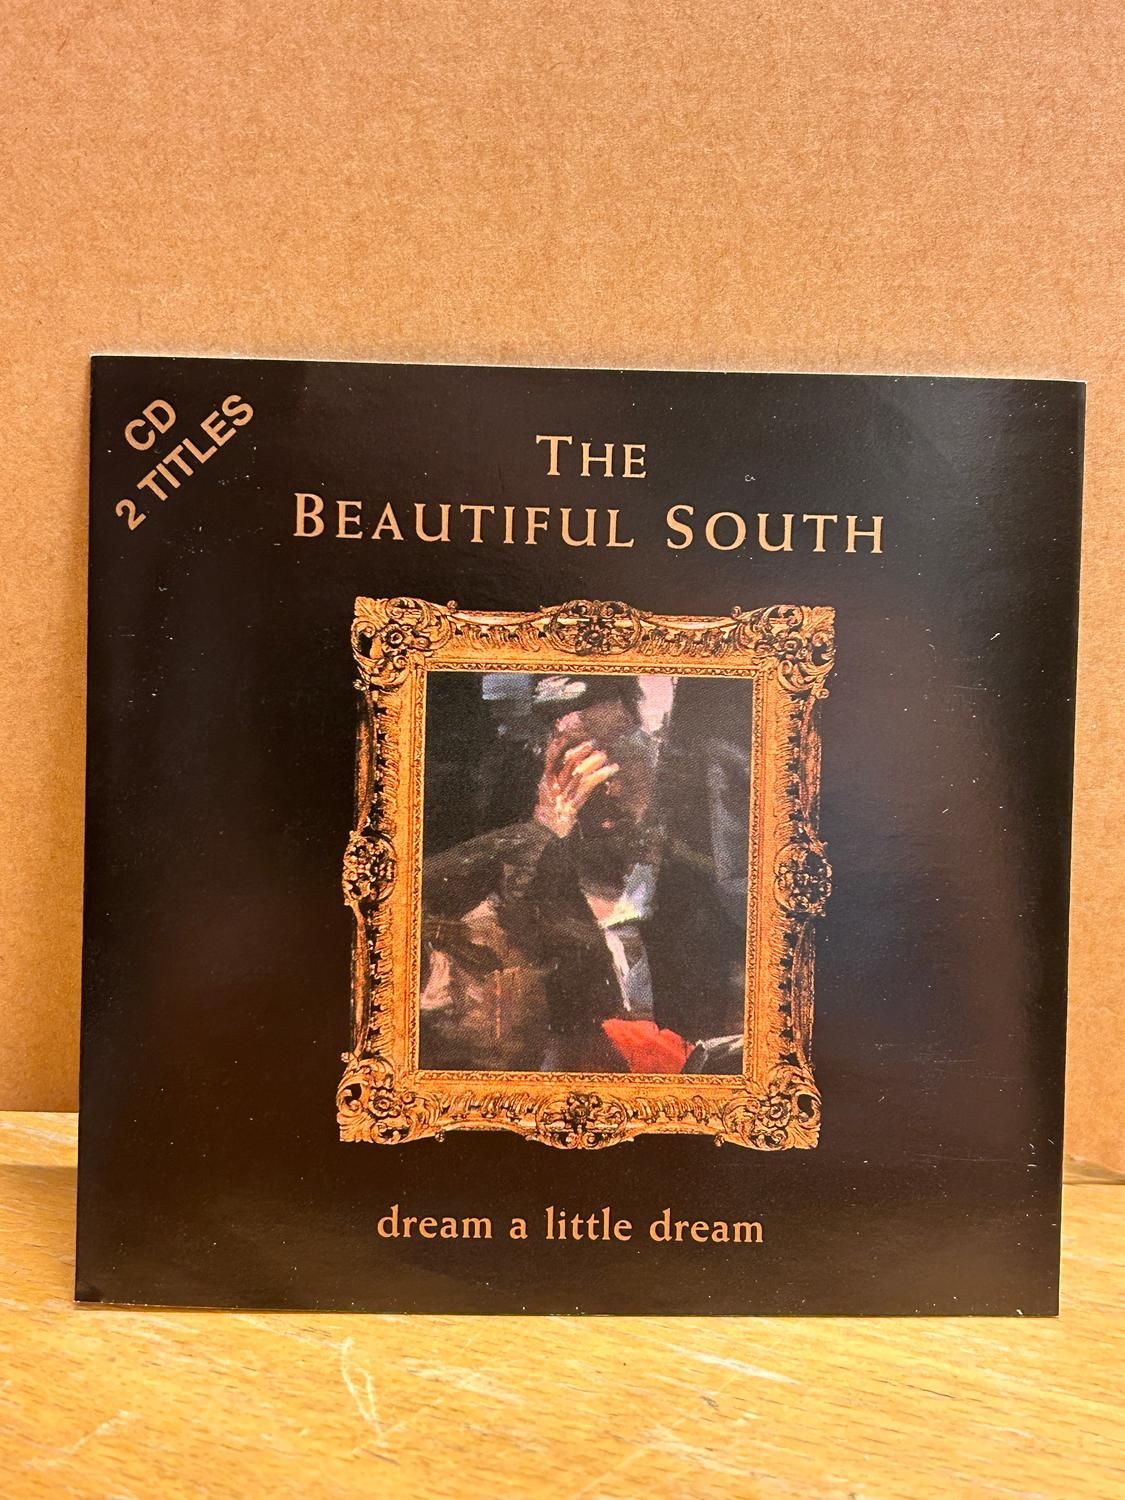 CD
2 TITLES
THE
BEAUTIFUL SOUTH
dream a little dream